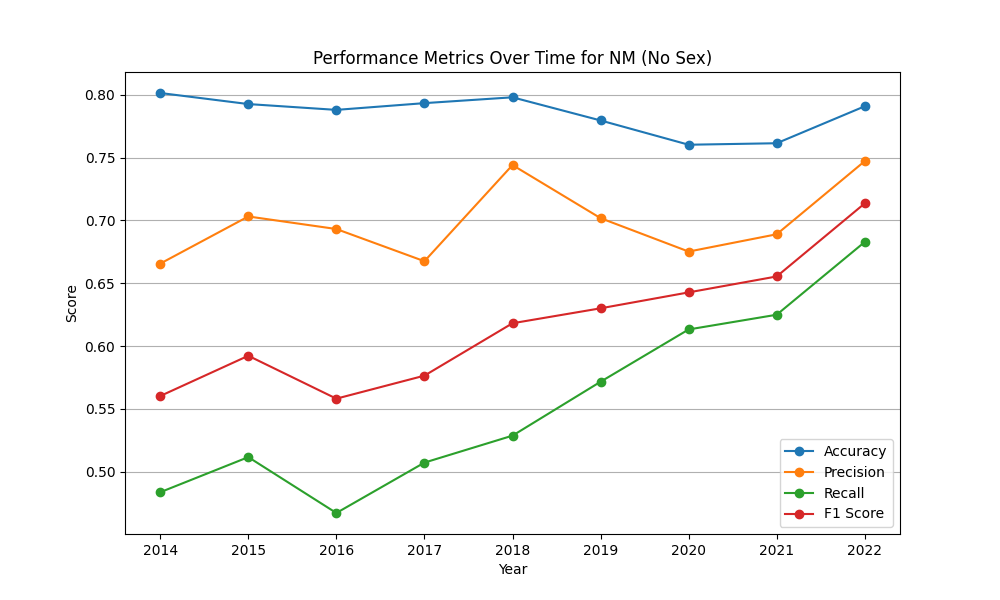 Performance Metrics Over Time for NM (No Sex)
0.80
0.75
0.70
0.65
0.60
0.55
0.50
Score
Accuracy
Precision
Recall
F1 Score
2014 2015 2016 2017 2018 2019 2020 2021 2022
Year